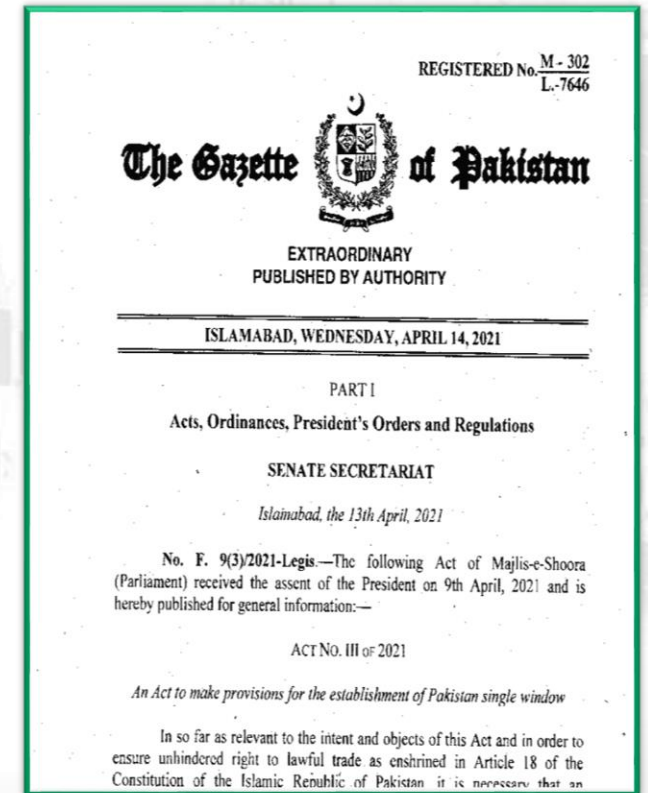 REGISTERED No. M - 302
L.-7646
The Gazette of Pakistan
EXTRAORDINARY
PUBLISHED BY AUTHORITY
ISLAMABAD, WEDNESDAY, APRIL 14, 2021
PART I
Acts, Ordinances, President's Orders and Regulations
SENATE SECRETARIAT
Islamabad, the 13th April, 2021
No. F. 9(3)/2021-Legis.—The following Act of Majlis-e-Shoora
(Parliament) received the assent of the President on 9th April, 2021 and is
hereby published for general information:—
ACT NO. III OF 2021
An Act to make provisions for the establishment of Pakistan single window
In so far as relevant to the intent and objects of this Act and in order to
ensure unhindered right to lawful trade as enshrined in Article 18 of the
Constitution of the Islamic Republic of Pakistan it is necessary that an